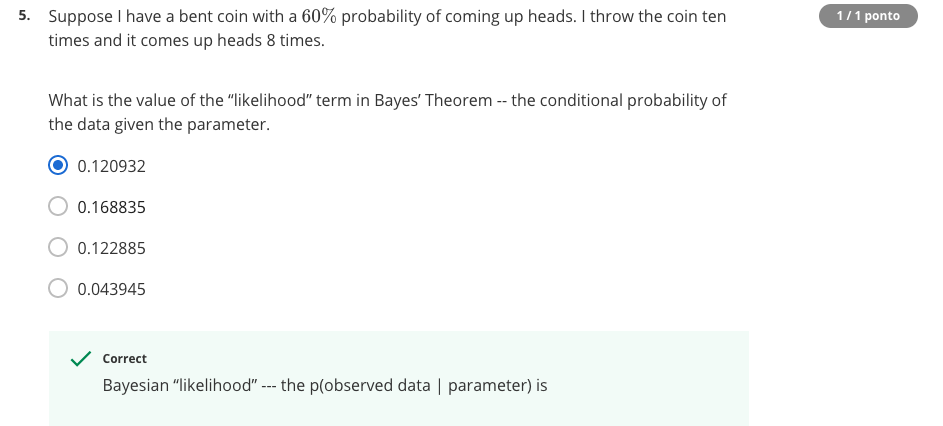 5. Suppose I have a bent coin with a 60% probability of coming up heads. I throw the coin ten
1 / 1 ponto
times and it comes up heads 8 times.
What is the value of the “likelihood” term in Bayes’ Theorem -- the conditional probability of
the data given the parameter.
0.120932
0.168835
0.122885
0.043945
Correct
Bayesian “likelihood” --- the p(observed data | parameter) is